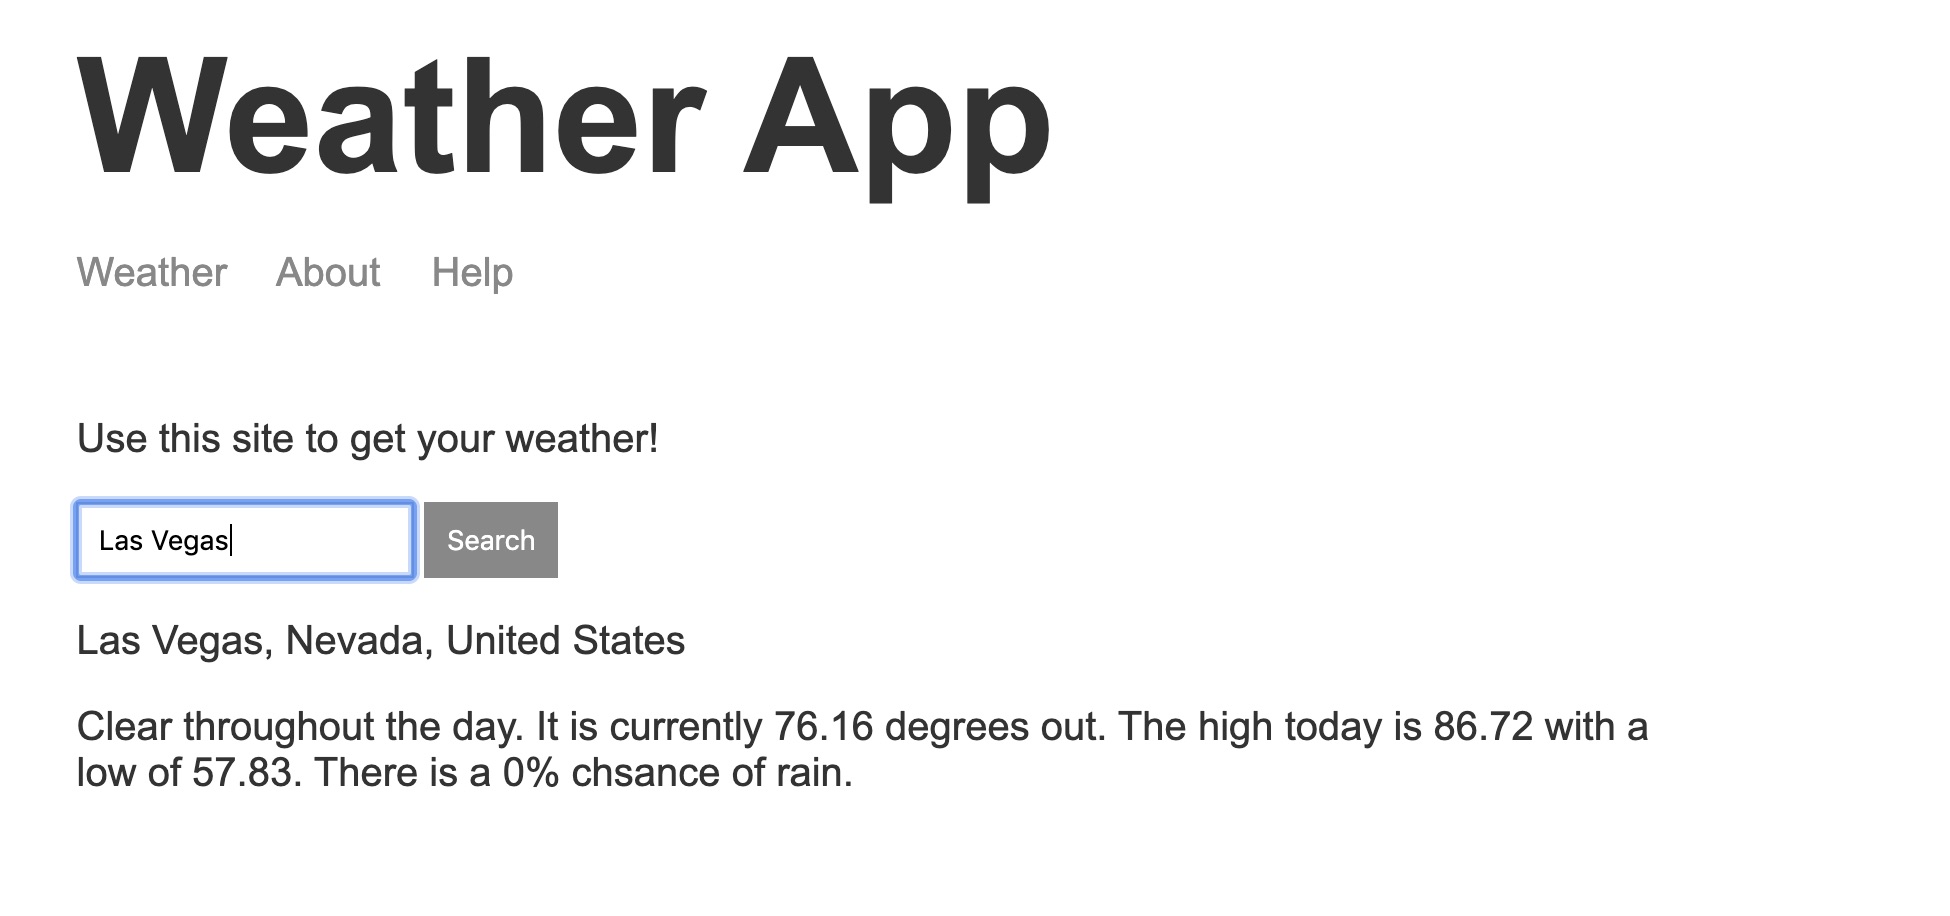 Weather App
Weather About Help
Use this site to get your weather!
Las Vegas Search
Las Vegas, Nevada, United States
Clear throughout the day. It is currently 76.16 degrees out. The high today is 86.72 with a
low of 57.83. There is a 0% chsance of rain.